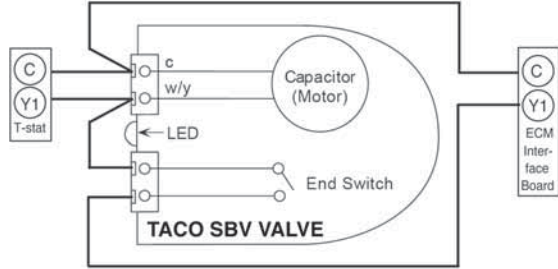 C
Y1
T-stat
c
w/y
LED
Capacitor
(Motor)
End Switch
TACO SBV VALVE
C
Y1
ECM
Inter-
face
Board